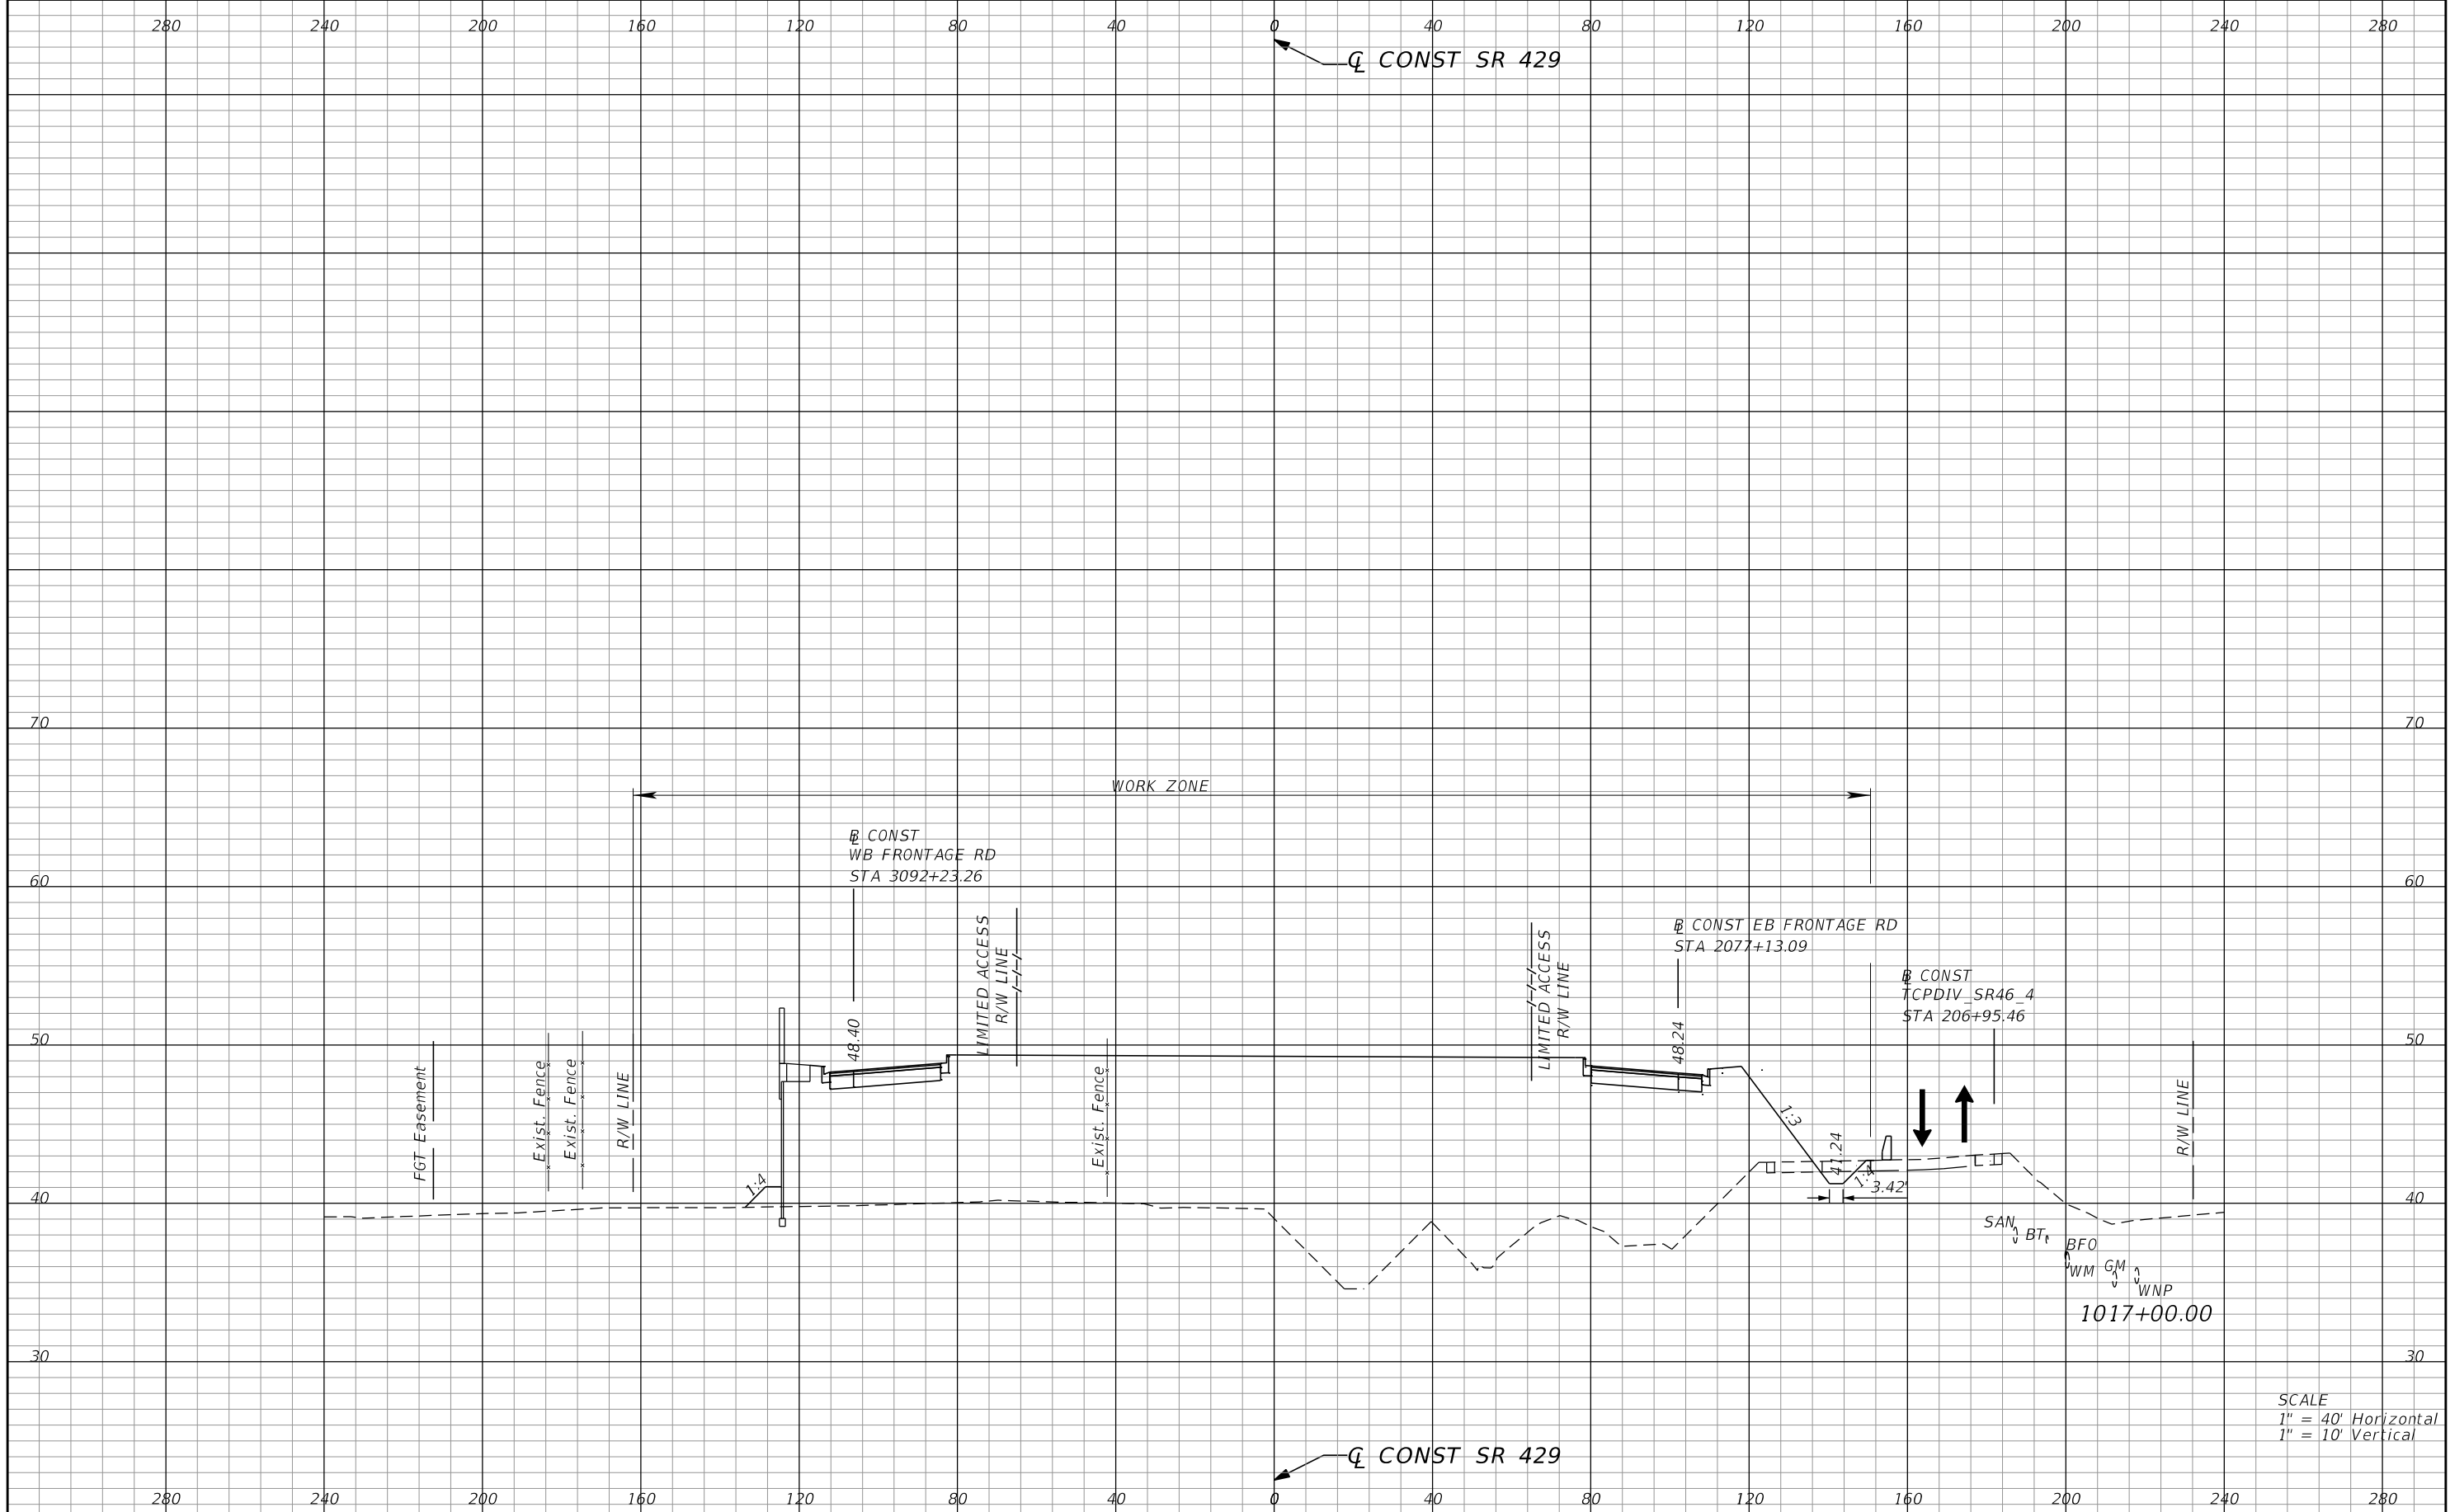 280 240 200 160 120 80 40 0 40 80 120 160 200 240 280
℄ CONST SR 429
70 70
WORK ZONE
60 60
BL CONST
WB FRONTAGE RD
STA 3092+23.26
BL CONST EB FRONTAGE RD
STA 2077+13.09
BL CONST
TCPDIV_SR46_4
STA 206+95.46
50 50
FGT Easement
Exist. Fence
Exist. Fence
R/W LINE
1:4
48.40
LIMITED ACCESS
R/W LINE
Exist. Fence
LIMITED ACCESS
R/W LINE
48.24
1:3
41.24
1:4
3.42'
R/W LINE
40 40
SAN
BT
BFO
WM
GM
WNP
1017+00.00
30 30
SCALE
1" = 40' Horizontal
1" = 10' Vertical
℄ CONST SR 429
280 240 200 160 120 80 40 0 40 80 120 160 200 240 280